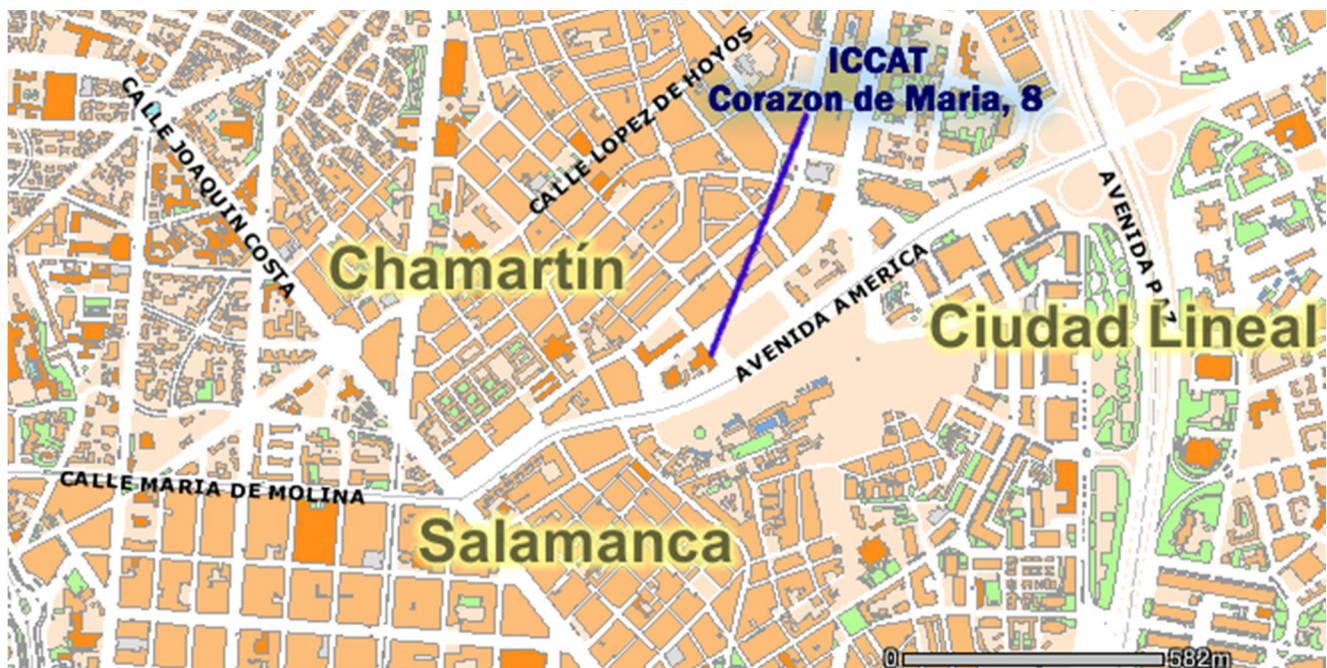 ICCAT
Corazon de Maria, 8
CALLE JOAQUIN COSTA
CALLE LOPEZ DE HOYOS
AVENIDA PAZ
Chamartín
AVENIDA AMERICA
Ciudad Lineal
CALLE MARIA DE MOLINA
Salamanca
0 582m